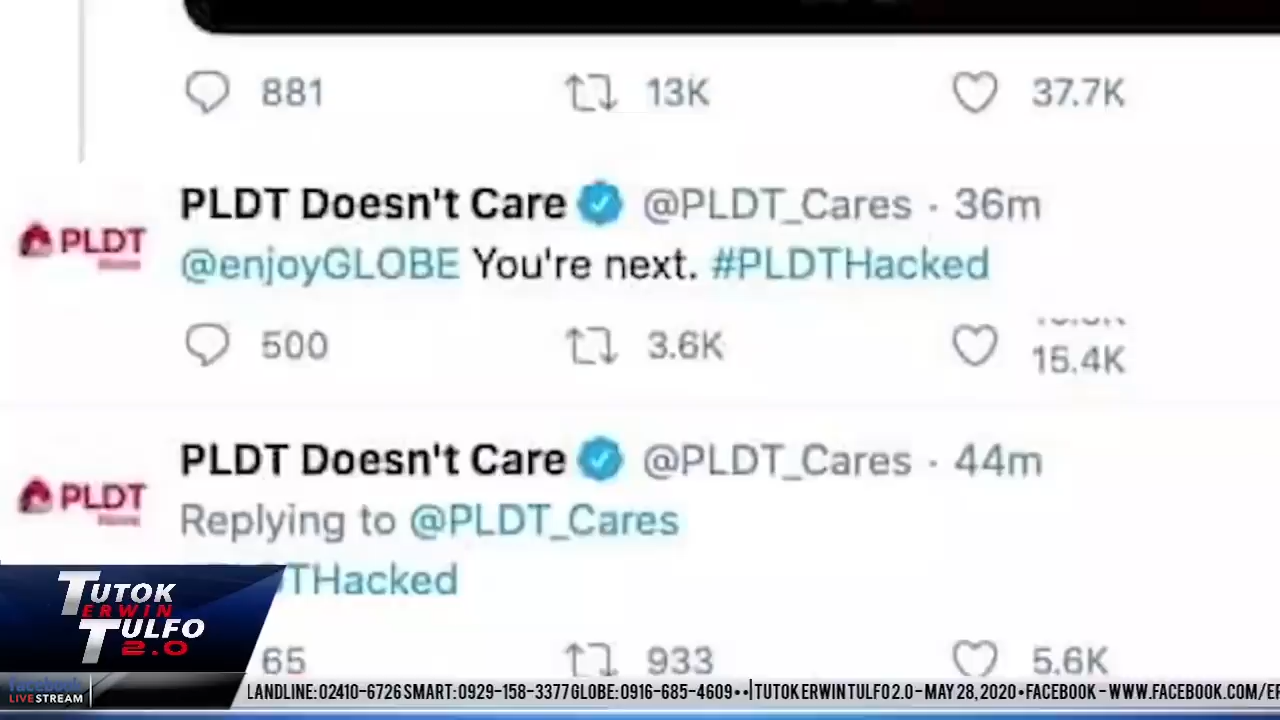 881 13K 37.7K
PLDT Doesn't Care @PLDT_Cares · 36m
PLDT
@enjoyGLOBE You're next. #PLDTHacked
500 3.6K 15.4K
PLDT Doesn't Care @PLDT_Cares · 44m
PLDT
Replying to @PLDT_Cares
THacked
65 933 5.6K
TUTOK
ERWIN
TULFO
2.0
facebook
LIVESTREAM
LANDLINE: 02410-6726 SMART: 0929-158-3377 GLOBE: 0916-685-4609 ••|TUTOK ERWIN TULFO 2.0 - MAY 28, 2020 • FACEBOOK - WWW.FACEBOOK.COM/